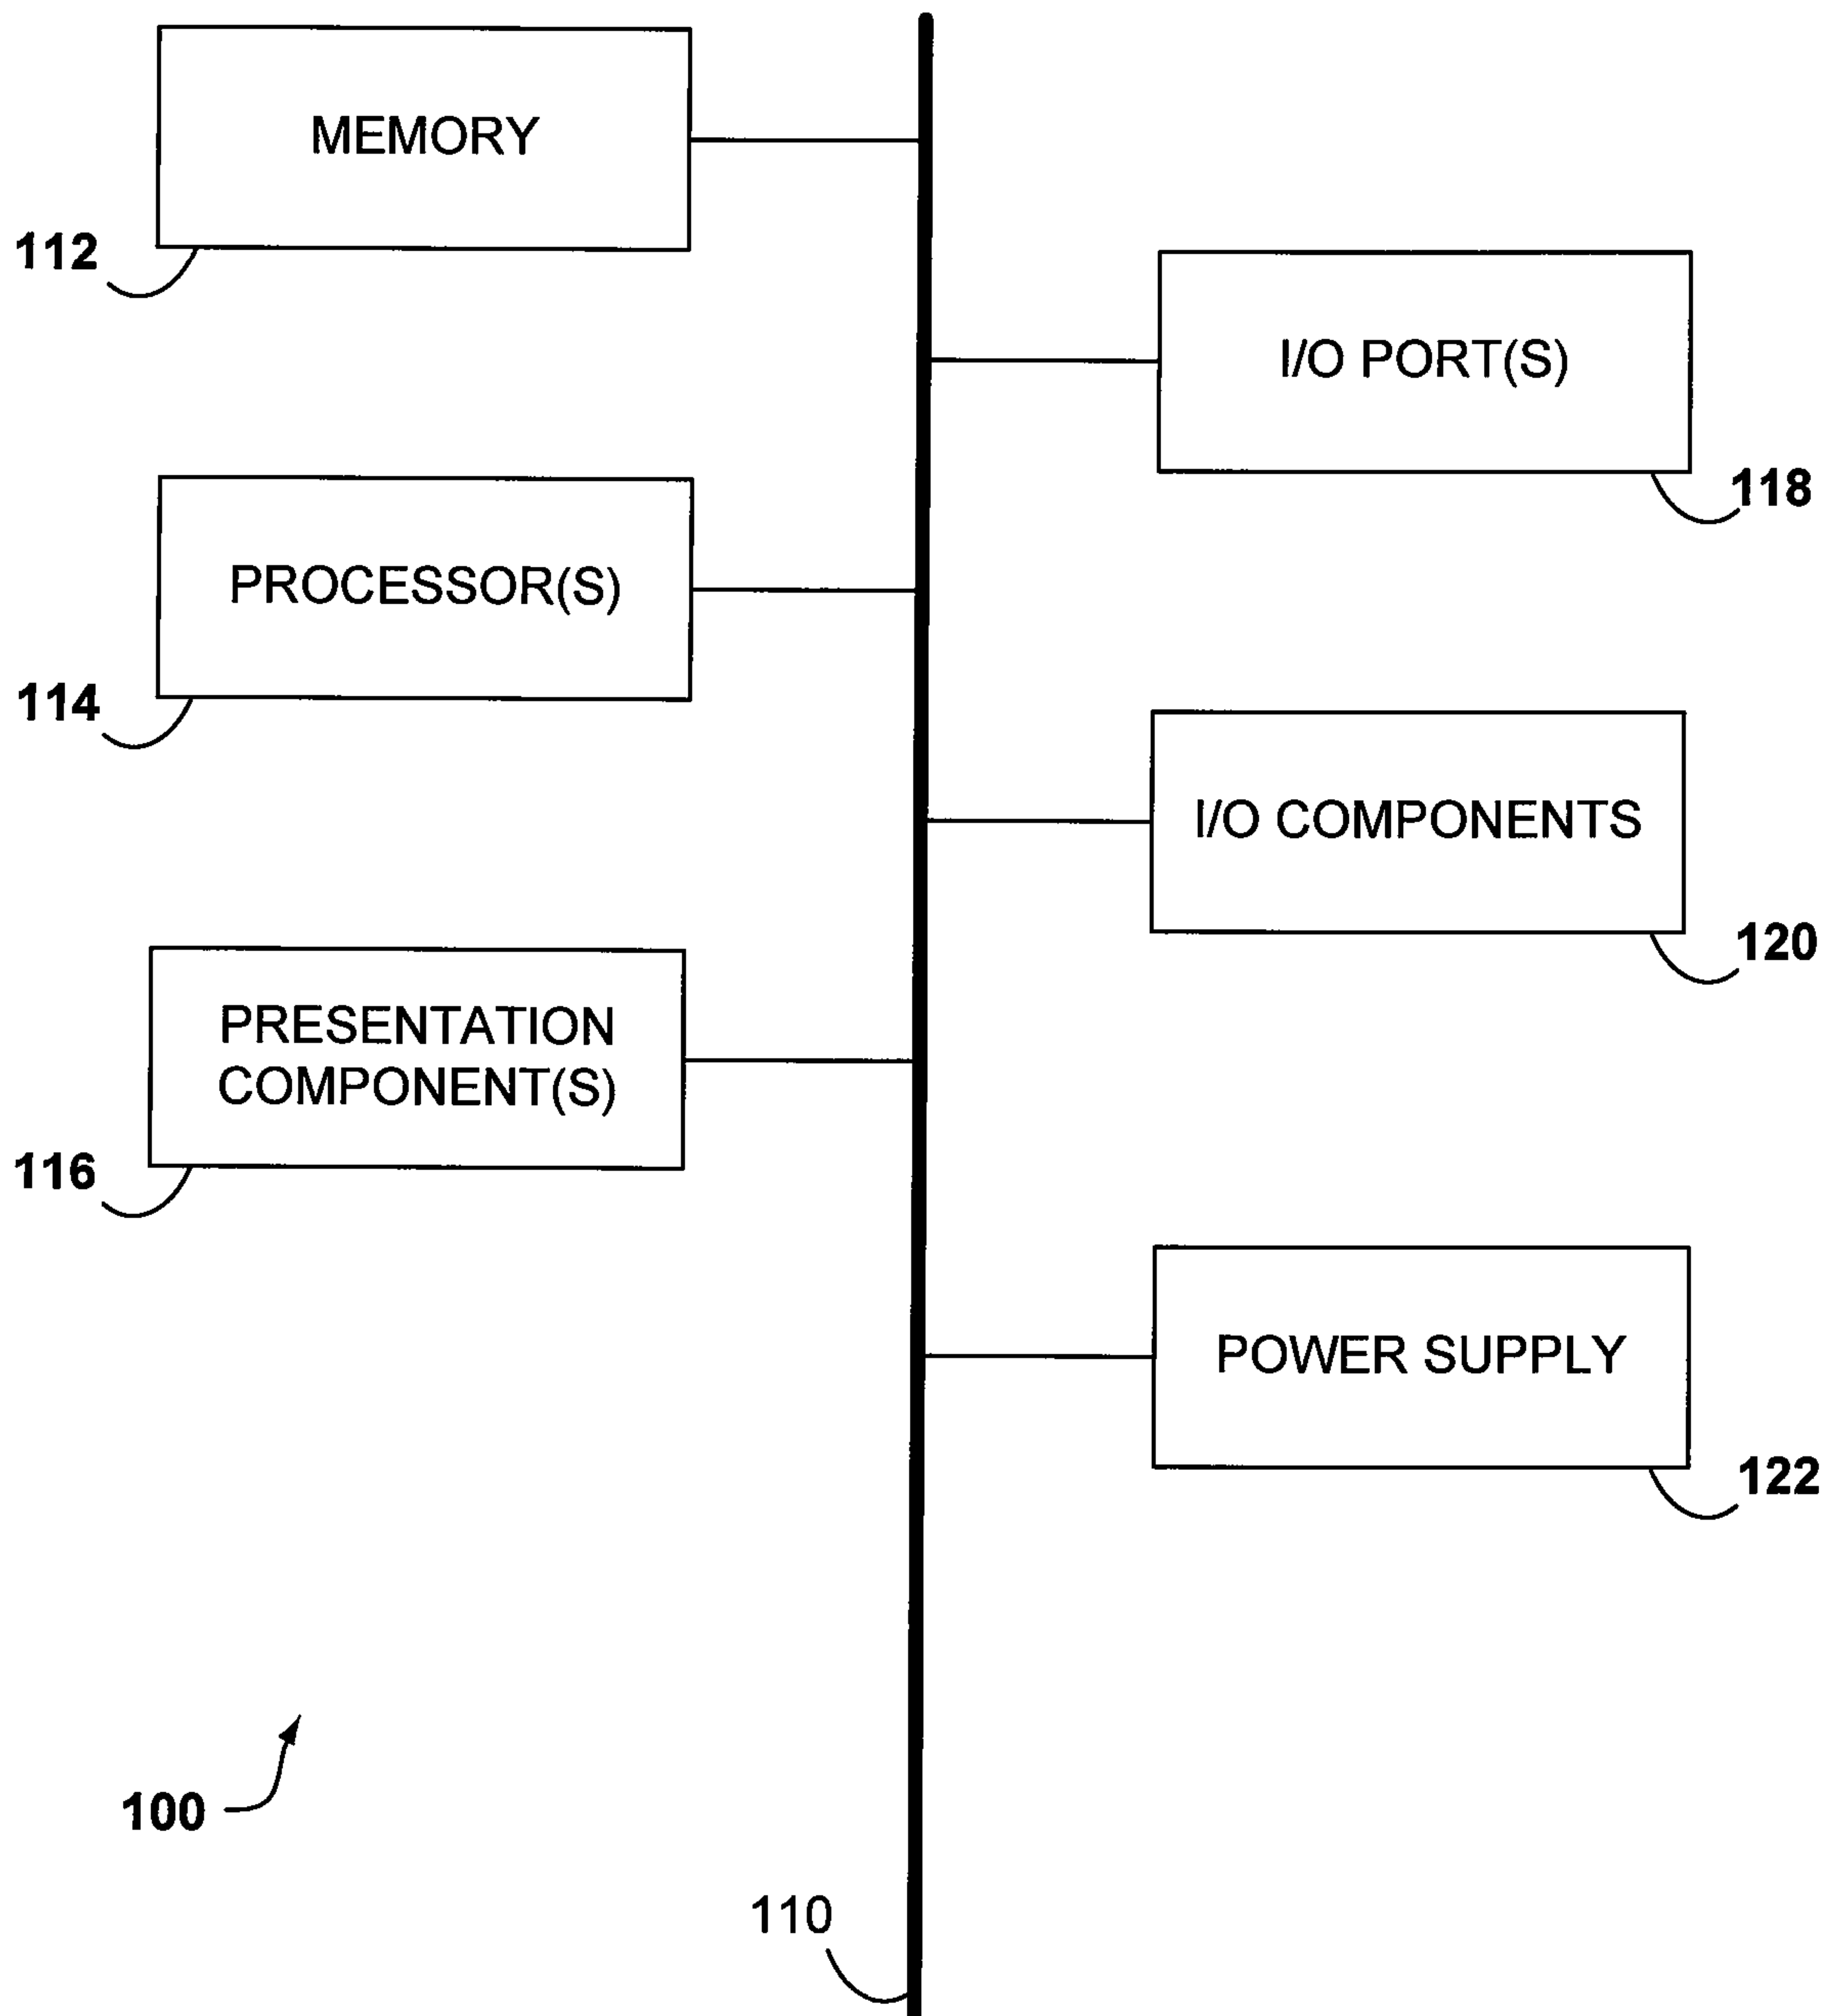 MEMORY
112
I/O PORT(S)
118
PROCESSOR(S)
114
I/O COMPONENTS
120
PRESENTATION
COMPONENT(S)
116
POWER SUPPLY
122
100
110